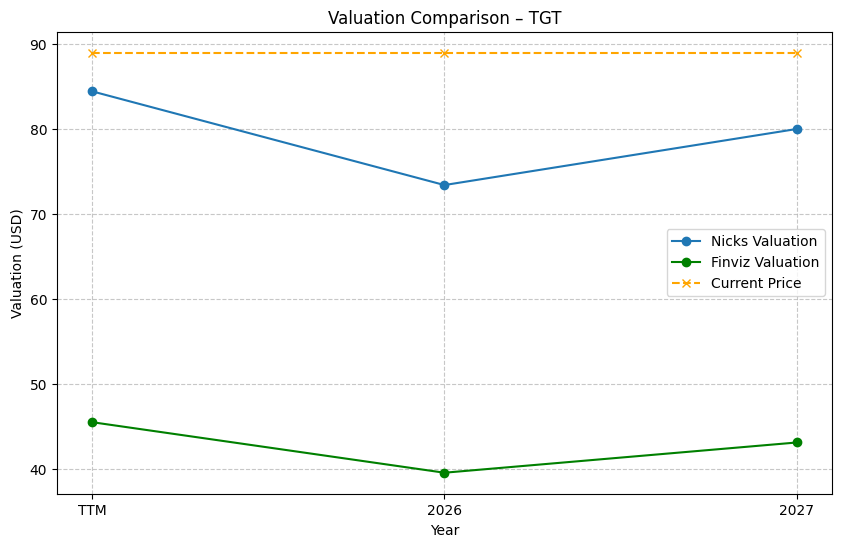 Valuation Comparison – TGT
90
80
70
60
50
40
Valuation (USD)
Nicks Valuation
Finviz Valuation
Current Price
TTM
2026
2027
Year